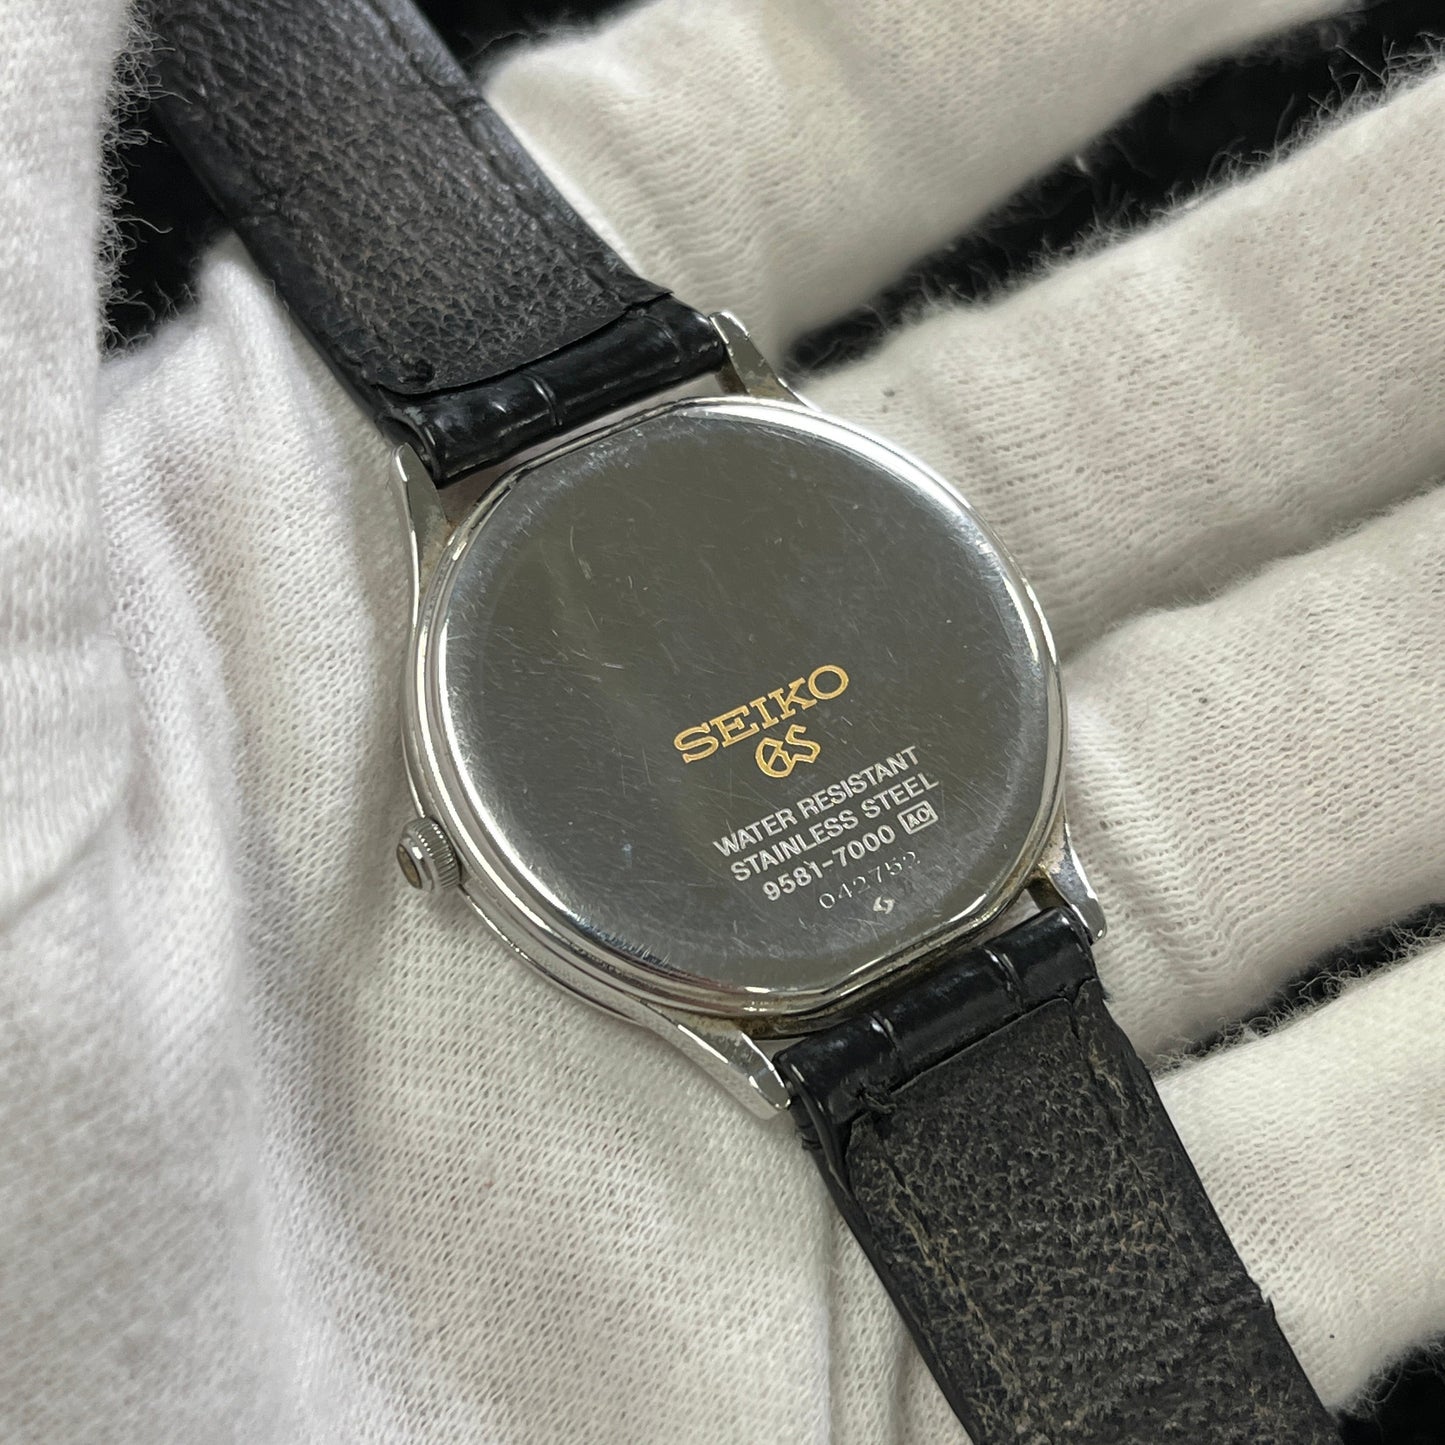 SEIKO
GS
WATER RESISTANT
STAINLESS STEEL
9581-7000 AO
042752